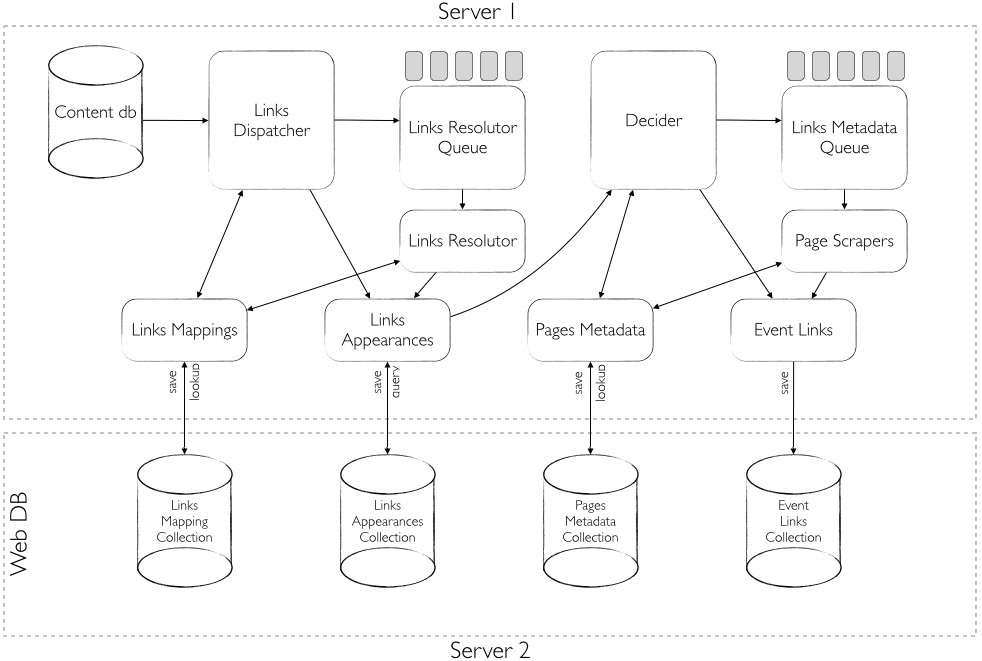 Server 1
Content db
Links
Dispatcher
Links Resolutor
Queue
Decider
Links Metadata
Queue
Links Resolutor
Page Scrapers
Links Mappings
Links
Appearances
Pages Metadata
Event Links
save
lookup
save
query
save
lookup
save
Web DB
Links
Mapping
Collection
Links
Appearances
Collection
Pages
Metadata
Collection
Event
Links
Collection
Server 2